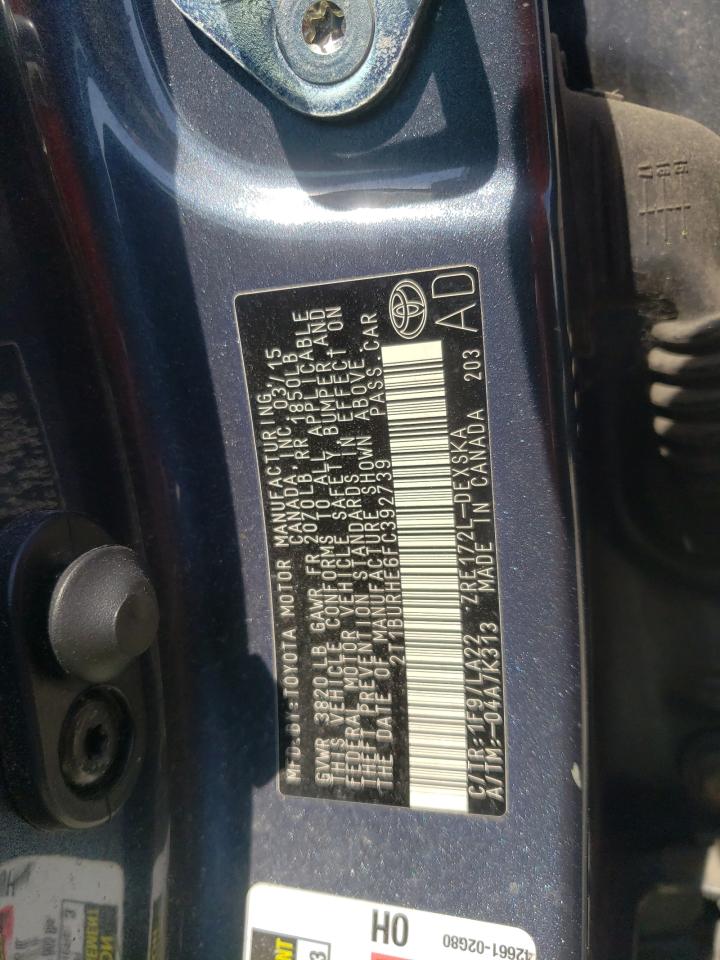 MFD.BY:TOYOTA MOTOR MANUFACTURING
CANADA, INC. 03/15
GVWR 3820 LB GAWR FR 2010LB RR 1850LB
THIS VEHICLE CONFORMS TO ALL APPLICABLE
FEDERAL MOTOR VEHICLE SAFETY, BUMPER AND
THEFT PREVENTION STANDARDS IN EFFECT ON
THE DATE OF MANUFACTURE SHOWN ABOVE.
2T1BURHE6FC392739 PASS.CAR
C/TR:1F9/LA22 ZRE172L-DEXSKA
A/TM:-04A/K313 MADE IN CANADA 203
AD
OH
42661-02G80